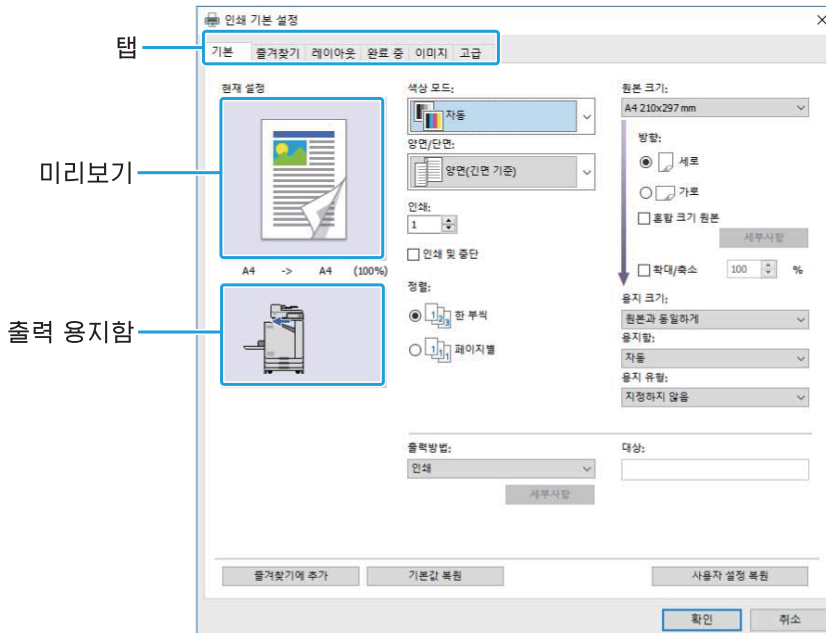 인쇄 기본 설정
탭
기본 즐겨찾기 레이아웃 완료 중 이미지 고급
현재 설정
미리보기
A4 -> A4 (100%)
출력 용지함
색상 모드:
자동
양면/단면:
양면(긴면 기준)
인쇄:
1
인쇄 및 중단
정렬:
한 부씩
페이지별
원본 크기:
A4 210x297 mm
방향:
세로
가로
혼합 크기 원본
세부사항
확대/축소 100 %
용지 크기:
원본과 동일하게
용지함:
자동
용지 유형:
지정하지 않음
출력방법:
인쇄
세부사항
대상:
즐겨찾기에 추가 기본값 복원 사용자 설정 복원
확인 취소